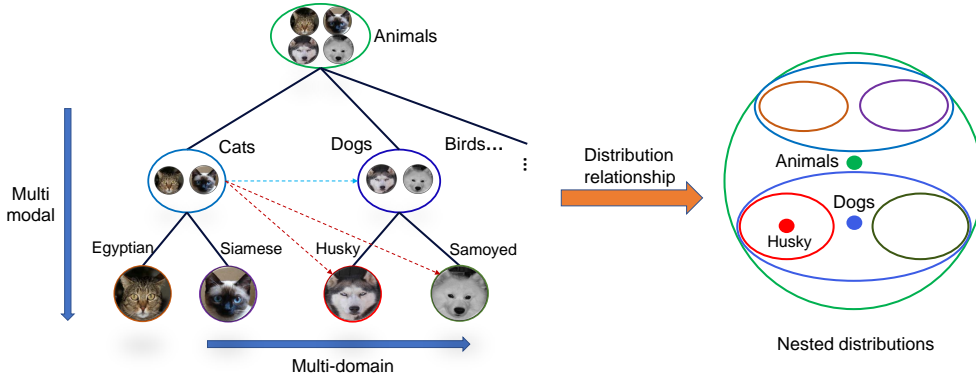 Animals
Cats
Dogs
Birds...
⋮
Multi
modal
Egyptian
Siamese
Husky
Samoyed
Multi-domain
Distribution
relationship
Animals
Dogs
Husky
Nested distributions